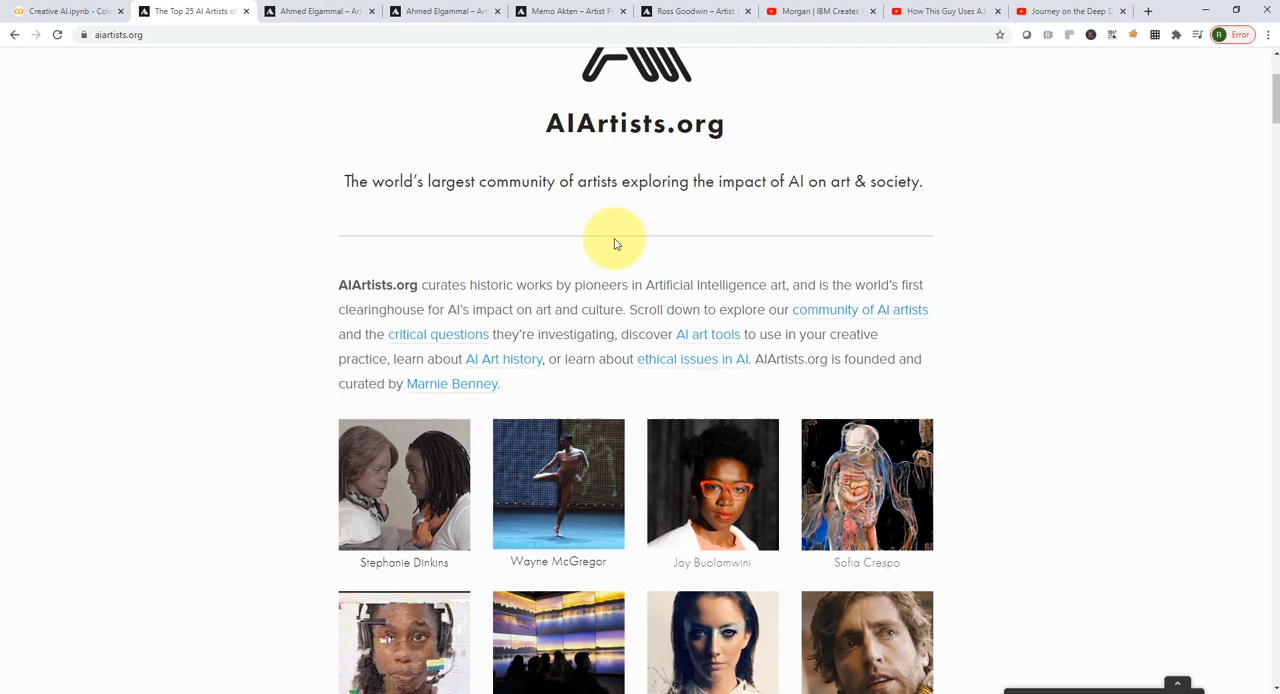 Creative AI.ipynb - Col
The Top 25 AI Artists of
Ahmed Elgammal – Art
Ahmed Elgammal – Art
Memo Akten – Artist P
Ross Goodwin – Artist
Morgan | IBM Creates
How This Guy Uses A.I
Journey on the Deep D
aiartists.org
R
Error
AIArtists.org
The world's largest community of artists exploring the impact of AI on art & society.
AIArtists.org curates historic works by pioneers in Artificial Intelligence art, and is the world's first
clearinghouse for AI's impact on art and culture. Scroll down to explore our community of AI artists
and the critical questions they're investigating, discover AI art tools to use in your creative
practice, learn about AI Art history, or learn about ethical issues in AI. AIArtists.org is founded and
curated by Marnie Benney.
Stephanie Dinkins
Wayne McGregor
Joy Buolamwini
Sofia Crespo